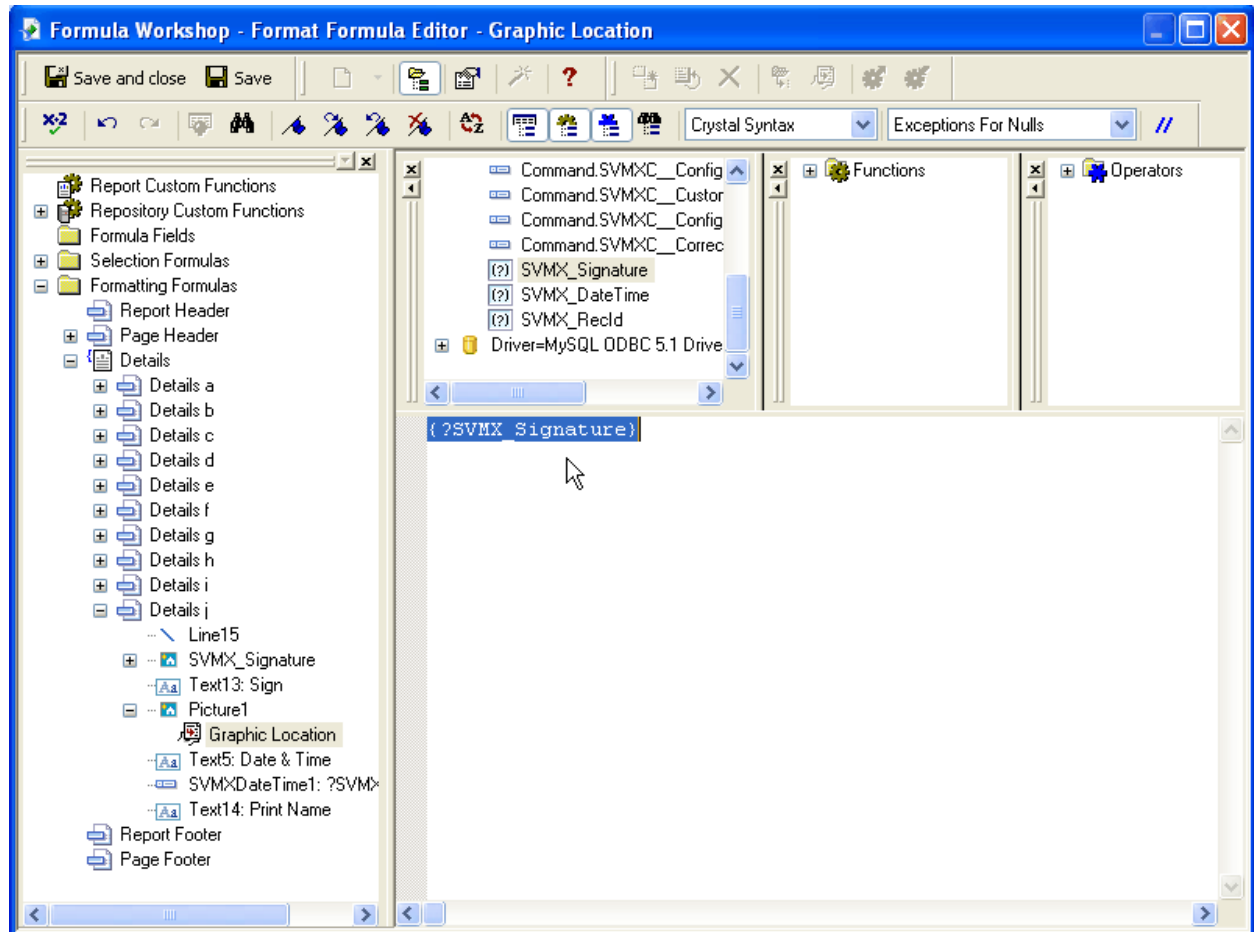 Formula Workshop - Format Formula Editor - Graphic Location
Save and close Save
x·2 Crystal Syntax Exceptions For Nulls //
Report Custom Functions
Repository Custom Functions
Formula Fields
Selection Formulas
Formatting Formulas
Report Header
Page Header
Details
Details a
Details b
Details c
Details d
Details e
Details f
Details g
Details h
Details i
Details j
Line15
SVMX_Signature
Text13: Sign
Picture1
Graphic Location
Text5: Date & Time
SVMXDateTime1: ?SVMX
Text14: Print Name
Report Footer
Page Footer
Command.SVMXC__Config
Command.SVMXC__Custor
Command.SVMXC__Config
Command.SVMXC__Correc
SVMX_Signature
SVMX_DateTime
SVMX_RecId
Driver=MySQL ODBC 5.1 Drive
Functions
Operators
{?SVMX_Signature}